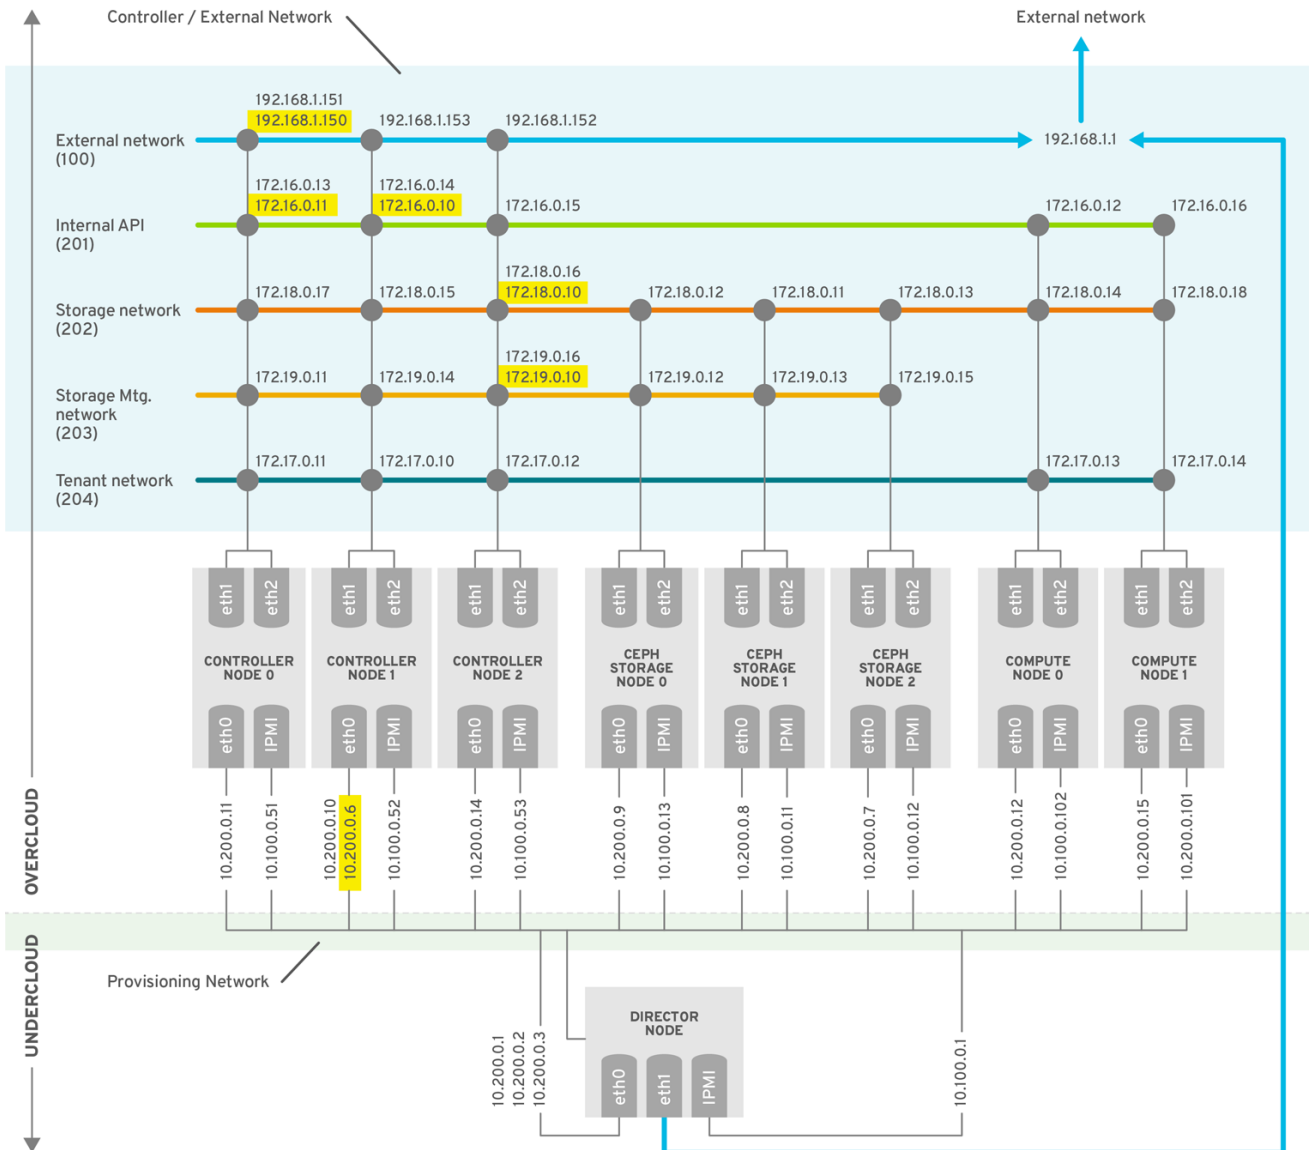 Controller / External Network
External network
192.168.1.151
192.168.1.150
192.168.1.153
192.168.1.152
External network
(100)
192.168.1.1
172.16.0.13
172.16.0.11
172.16.0.14
172.16.0.10
172.16.0.15
172.16.0.12
172.16.0.16
Internal API
(201)
172.18.0.17
172.18.0.15
172.18.0.16
172.18.0.10
172.18.0.12
172.18.0.11
172.18.0.13
172.18.0.14
172.18.0.18
Storage network
(202)
172.19.0.11
172.19.0.14
172.19.0.16
172.19.0.10
172.19.0.12
172.19.0.13
172.19.0.15
Storage Mtg.
network
(203)
172.17.0.11
172.17.0.10
172.17.0.12
172.17.0.13
172.17.0.14
Tenant network
(204)
eth1
eth2
eth1
eth2
eth1
eth2
eth1
eth2
eth1
eth2
eth1
eth2
eth1
eth2
eth1
eth2
CONTROLLER
NODE 0
CONTROLLER
NODE 1
CONTROLLER
NODE 2
CEPH
STORAGE
NODE 0
CEPH
STORAGE
NODE 1
CEPH
STORAGE
NODE 2
COMPUTE
NODE 0
COMPUTE
NODE 1
eth0
IPMI
eth0
IPMI
eth0
IPMI
eth0
IPMI
eth0
IPMI
eth0
IPMI
eth0
IPMI
eth0
IPMI
10.200.0.11
10.100.0.51
10.200.0.10
10.200.0.6
10.100.0.52
10.200.0.14
10.100.0.53
10.200.0.9
10.100.0.13
10.200.0.8
10.100.0.11
10.200.0.7
10.100.0.12
10.200.0.12
10.100.0.102
10.200.0.15
10.200.0.101
OVERCLOUD
UNDERCLOUD
Provisioning Network
DIRECTOR
NODE
10.200.0.1
10.200.0.2
10.200.0.3
eth0
eth1
IPMI
10.100.0.1